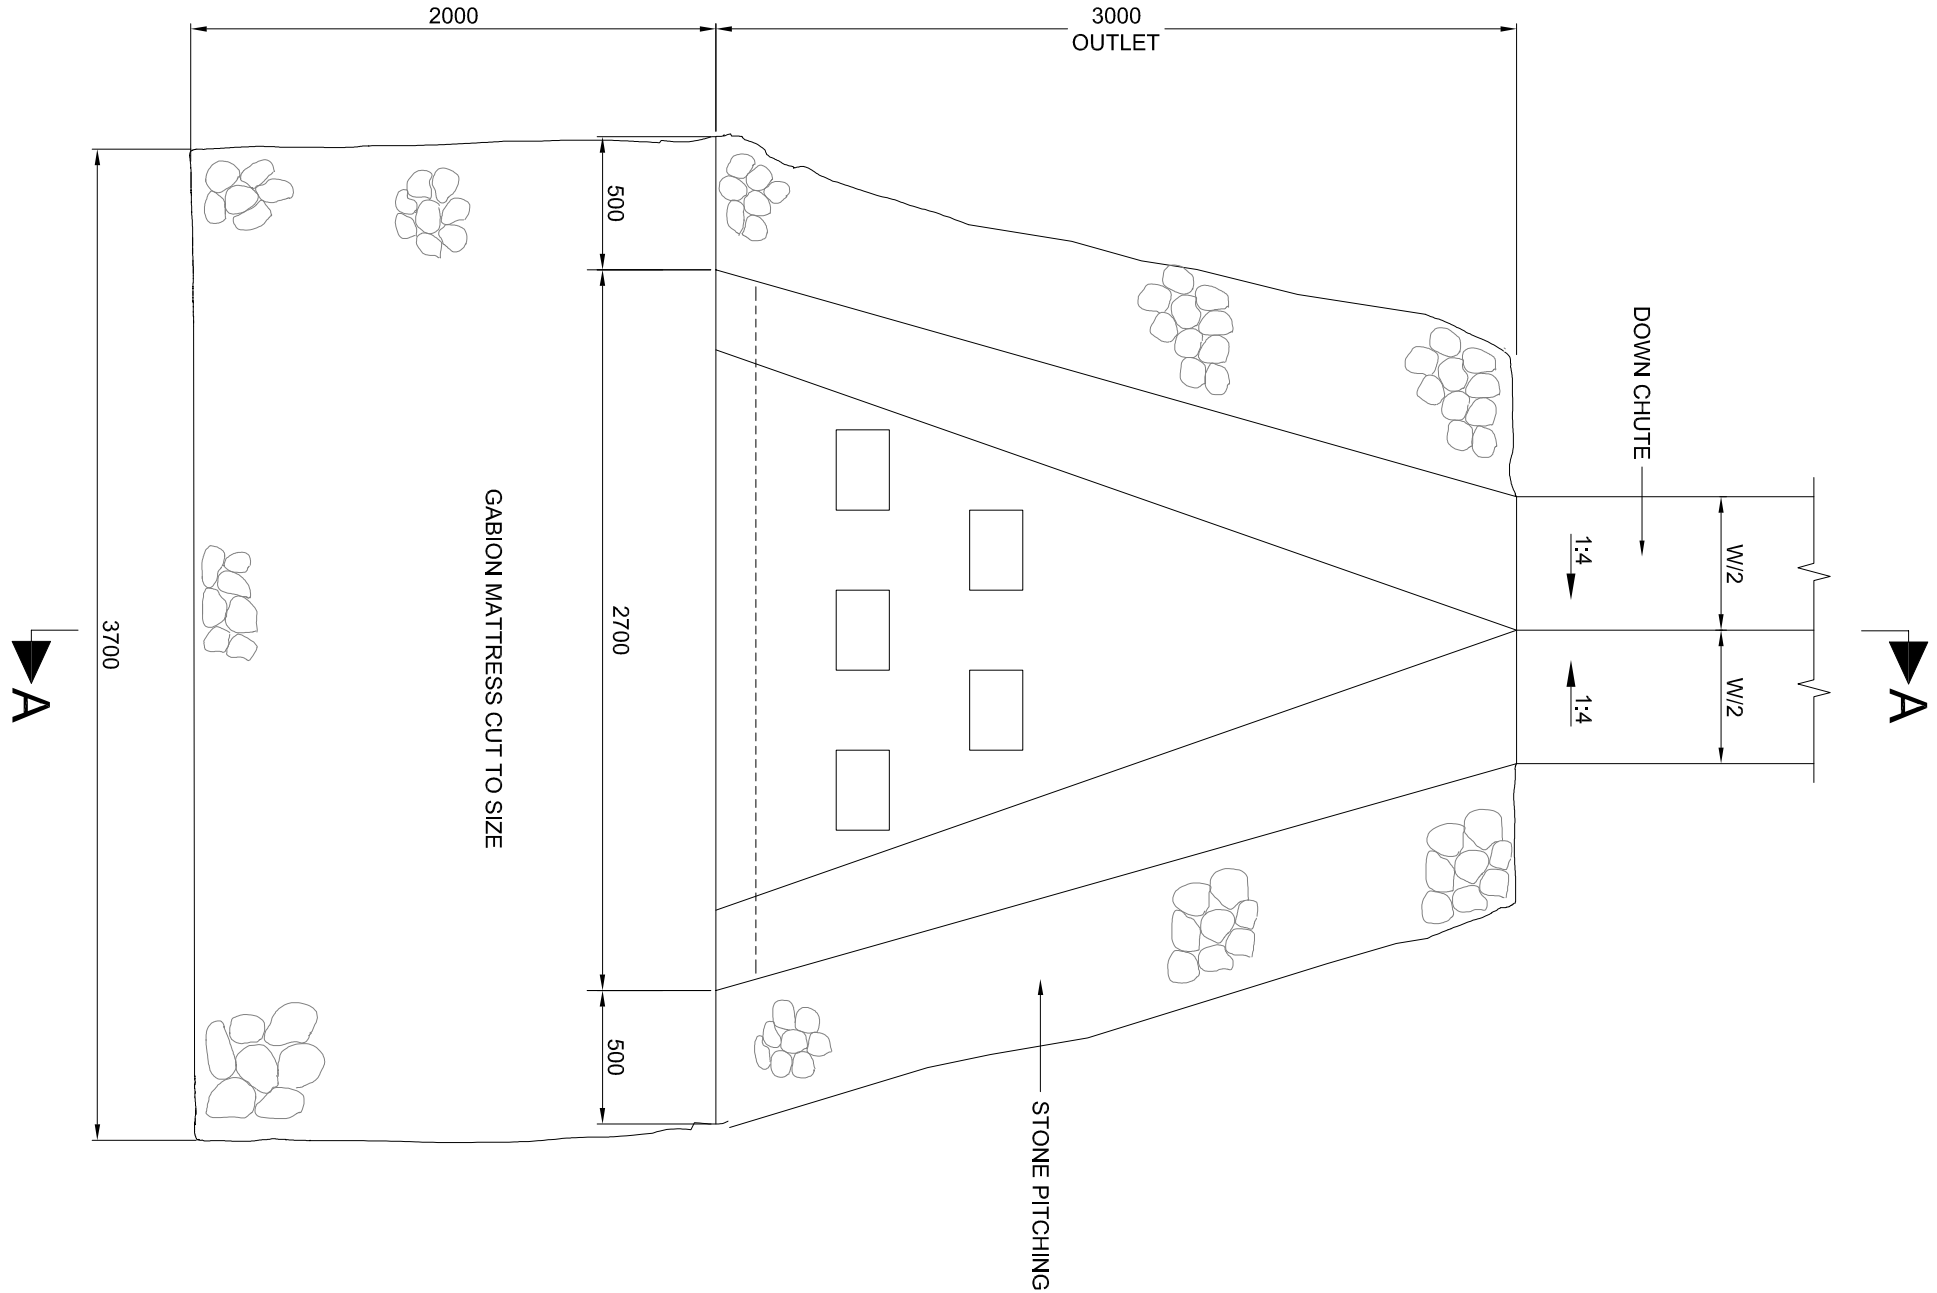 2000
3000
OUTLET
500
DOWN CHUTE
1:4
W/2
GABION MATTRESS CUT TO SIZE
2700
3700
A
A
1:4
W/2
500
STONE PITCHING